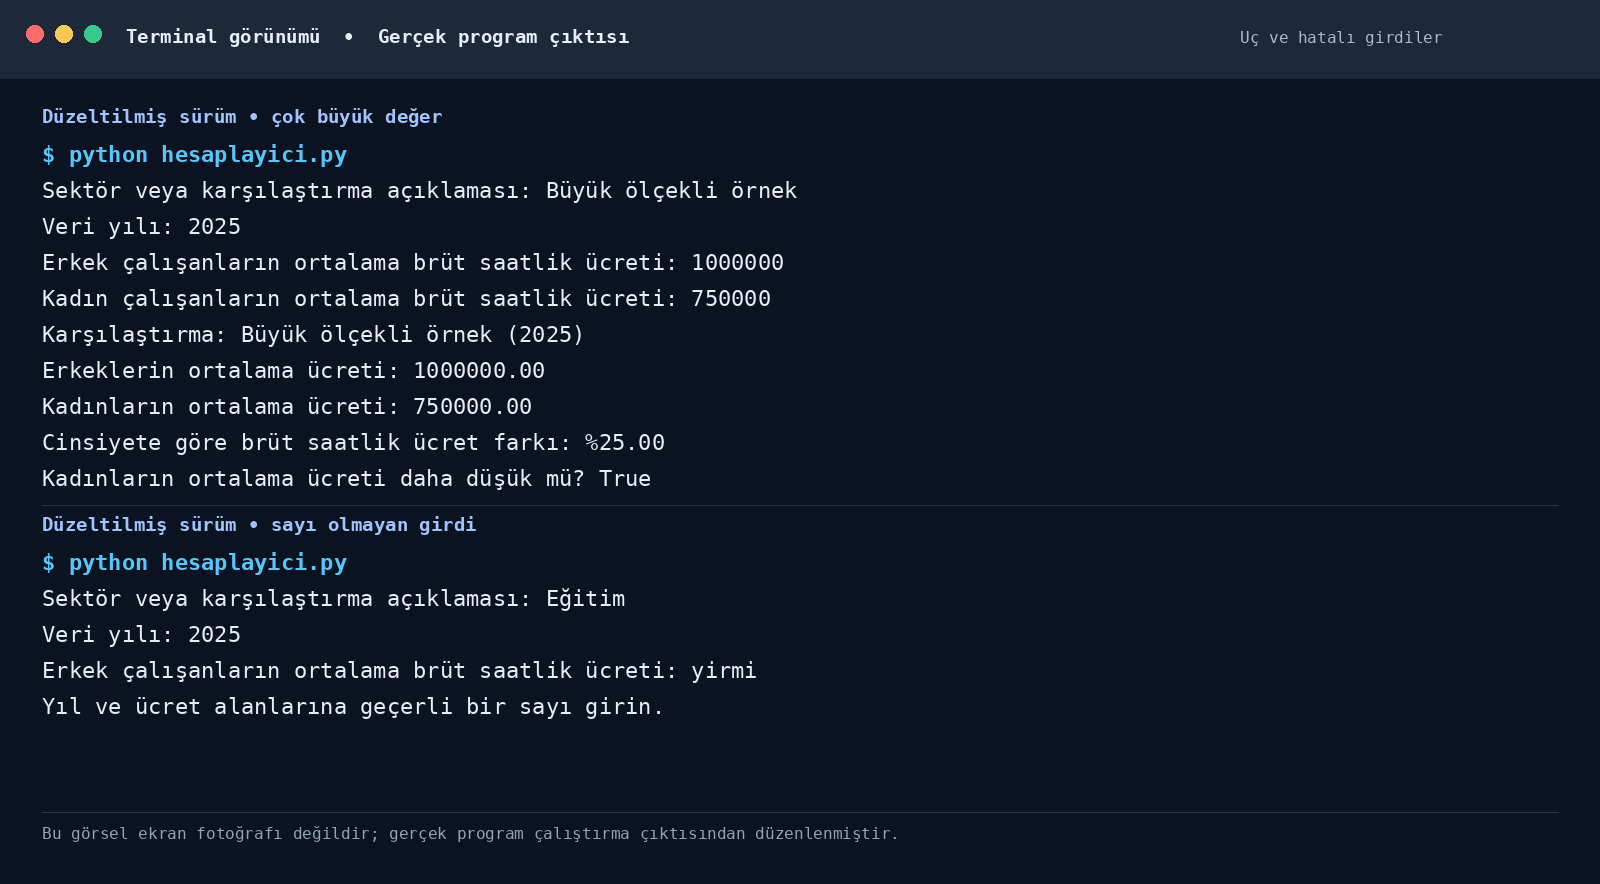 Terminal görünümü • Gerçek program çıktısı
Uç ve hatalı girdiler
Düzeltilmiş sürüm • çok büyük değer
$ python hesaplayici.py
Sektör veya karşılaştırma açıklaması: Büyük ölçekli örnek
Veri yılı: 2025
Erkek çalışanların ortalama brüt saatlik ücreti: 1000000
Kadın çalışanların ortalama brüt saatlik ücreti: 750000
Karşılaştırma: Büyük ölçekli örnek (2025)
Erkeklerin ortalama ücreti: 1000000.00
Kadınların ortalama ücreti: 750000.00
Cinsiyete göre brüt saatlik ücret farkı: %25.00
Kadınların ortalama ücreti daha düşük mü? True
Düzeltilmiş sürüm • sayı olmayan girdi
$ python hesaplayici.py
Sektör veya karşılaştırma açıklaması: Eğitim
Veri yılı: 2025
Erkek çalışanların ortalama brüt saatlik ücreti: yirmi
Yıl ve ücret alanlarına geçerli bir sayı girin.
Bu görsel ekran fotoğrafı değildir; gerçek program çalıştırma çıktısından düzenlenmiştir.